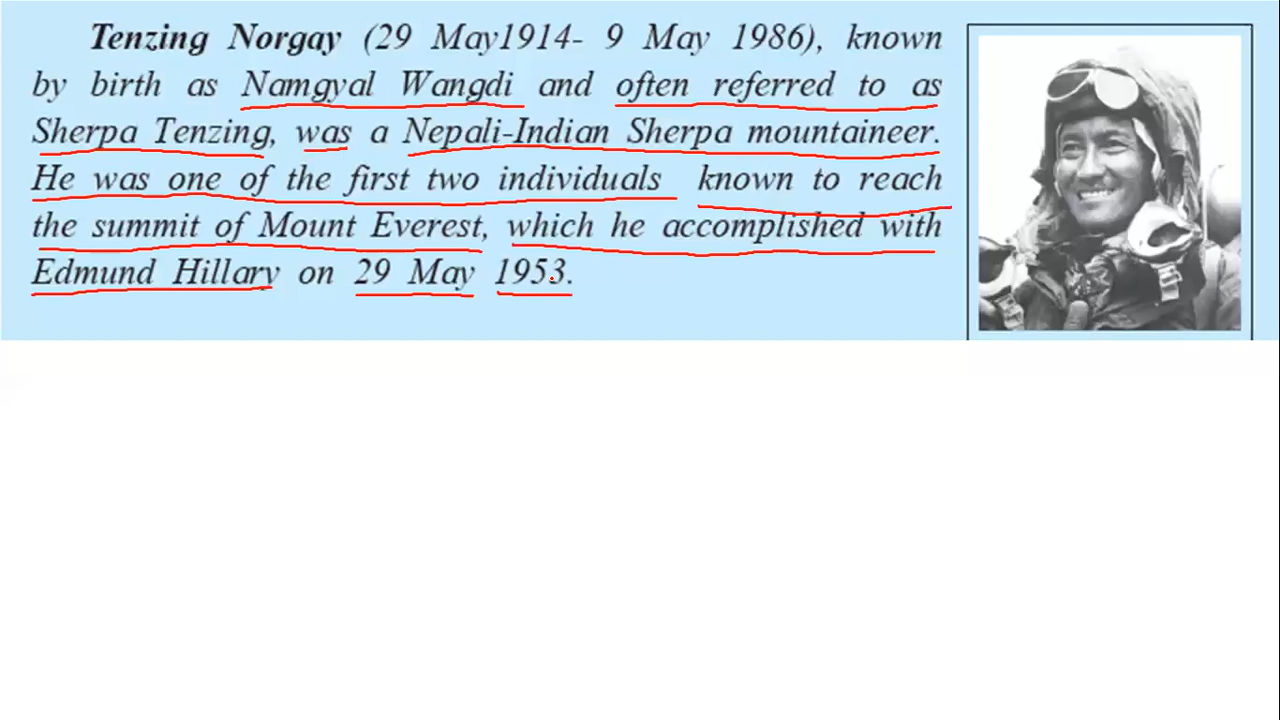 Tenzing Norgay (29 May1914- 9 May 1986), known
by birth as Namgyal Wangdi and often referred to as
Sherpa Tenzing, was a Nepali-Indian Sherpa mountaineer.
He was one of the first two individuals known to reach
the summit of Mount Everest, which he accomplished with
Edmund Hillary on 29 May 1953.